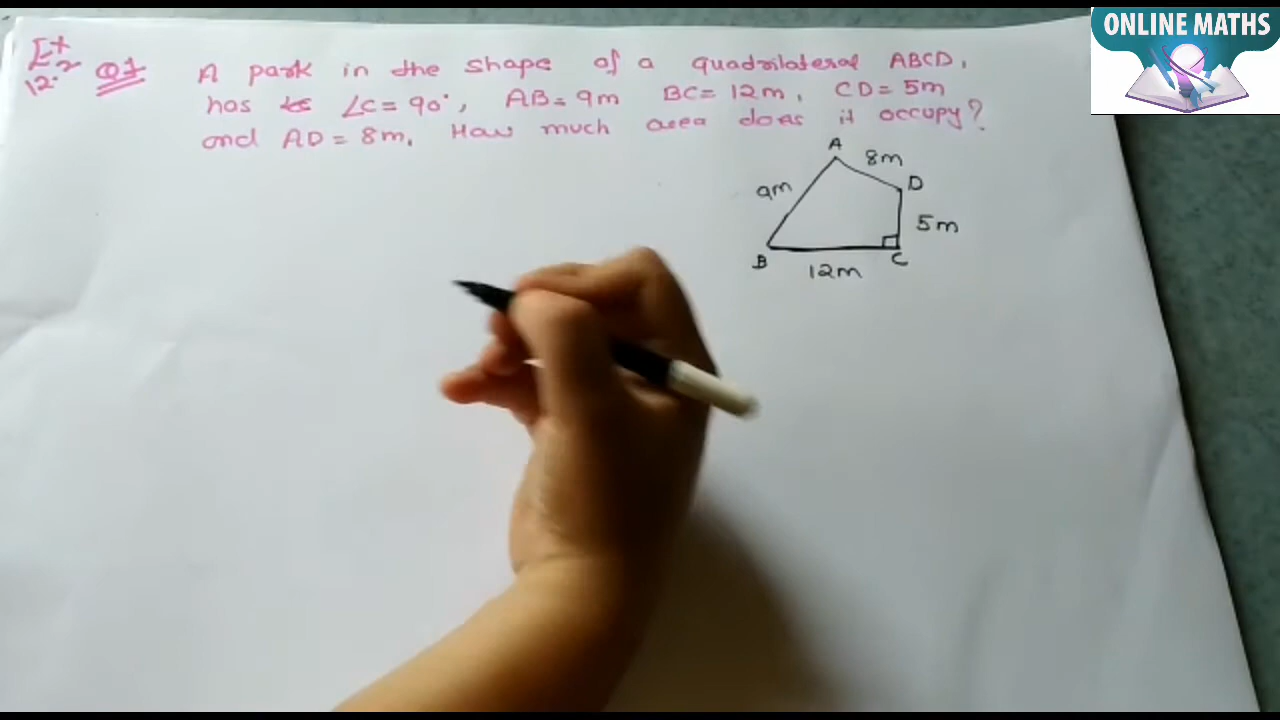 ONLINE MATHS
Ex 12.2 Q1
A park in the shape of a quadrilateral ABCD,
has ∠C = 90°, AB = 9m BC = 12m, CD = 5m
and AD = 8m. How much area does it occupy?
A
8m
9m
D
5m
B
C
12m